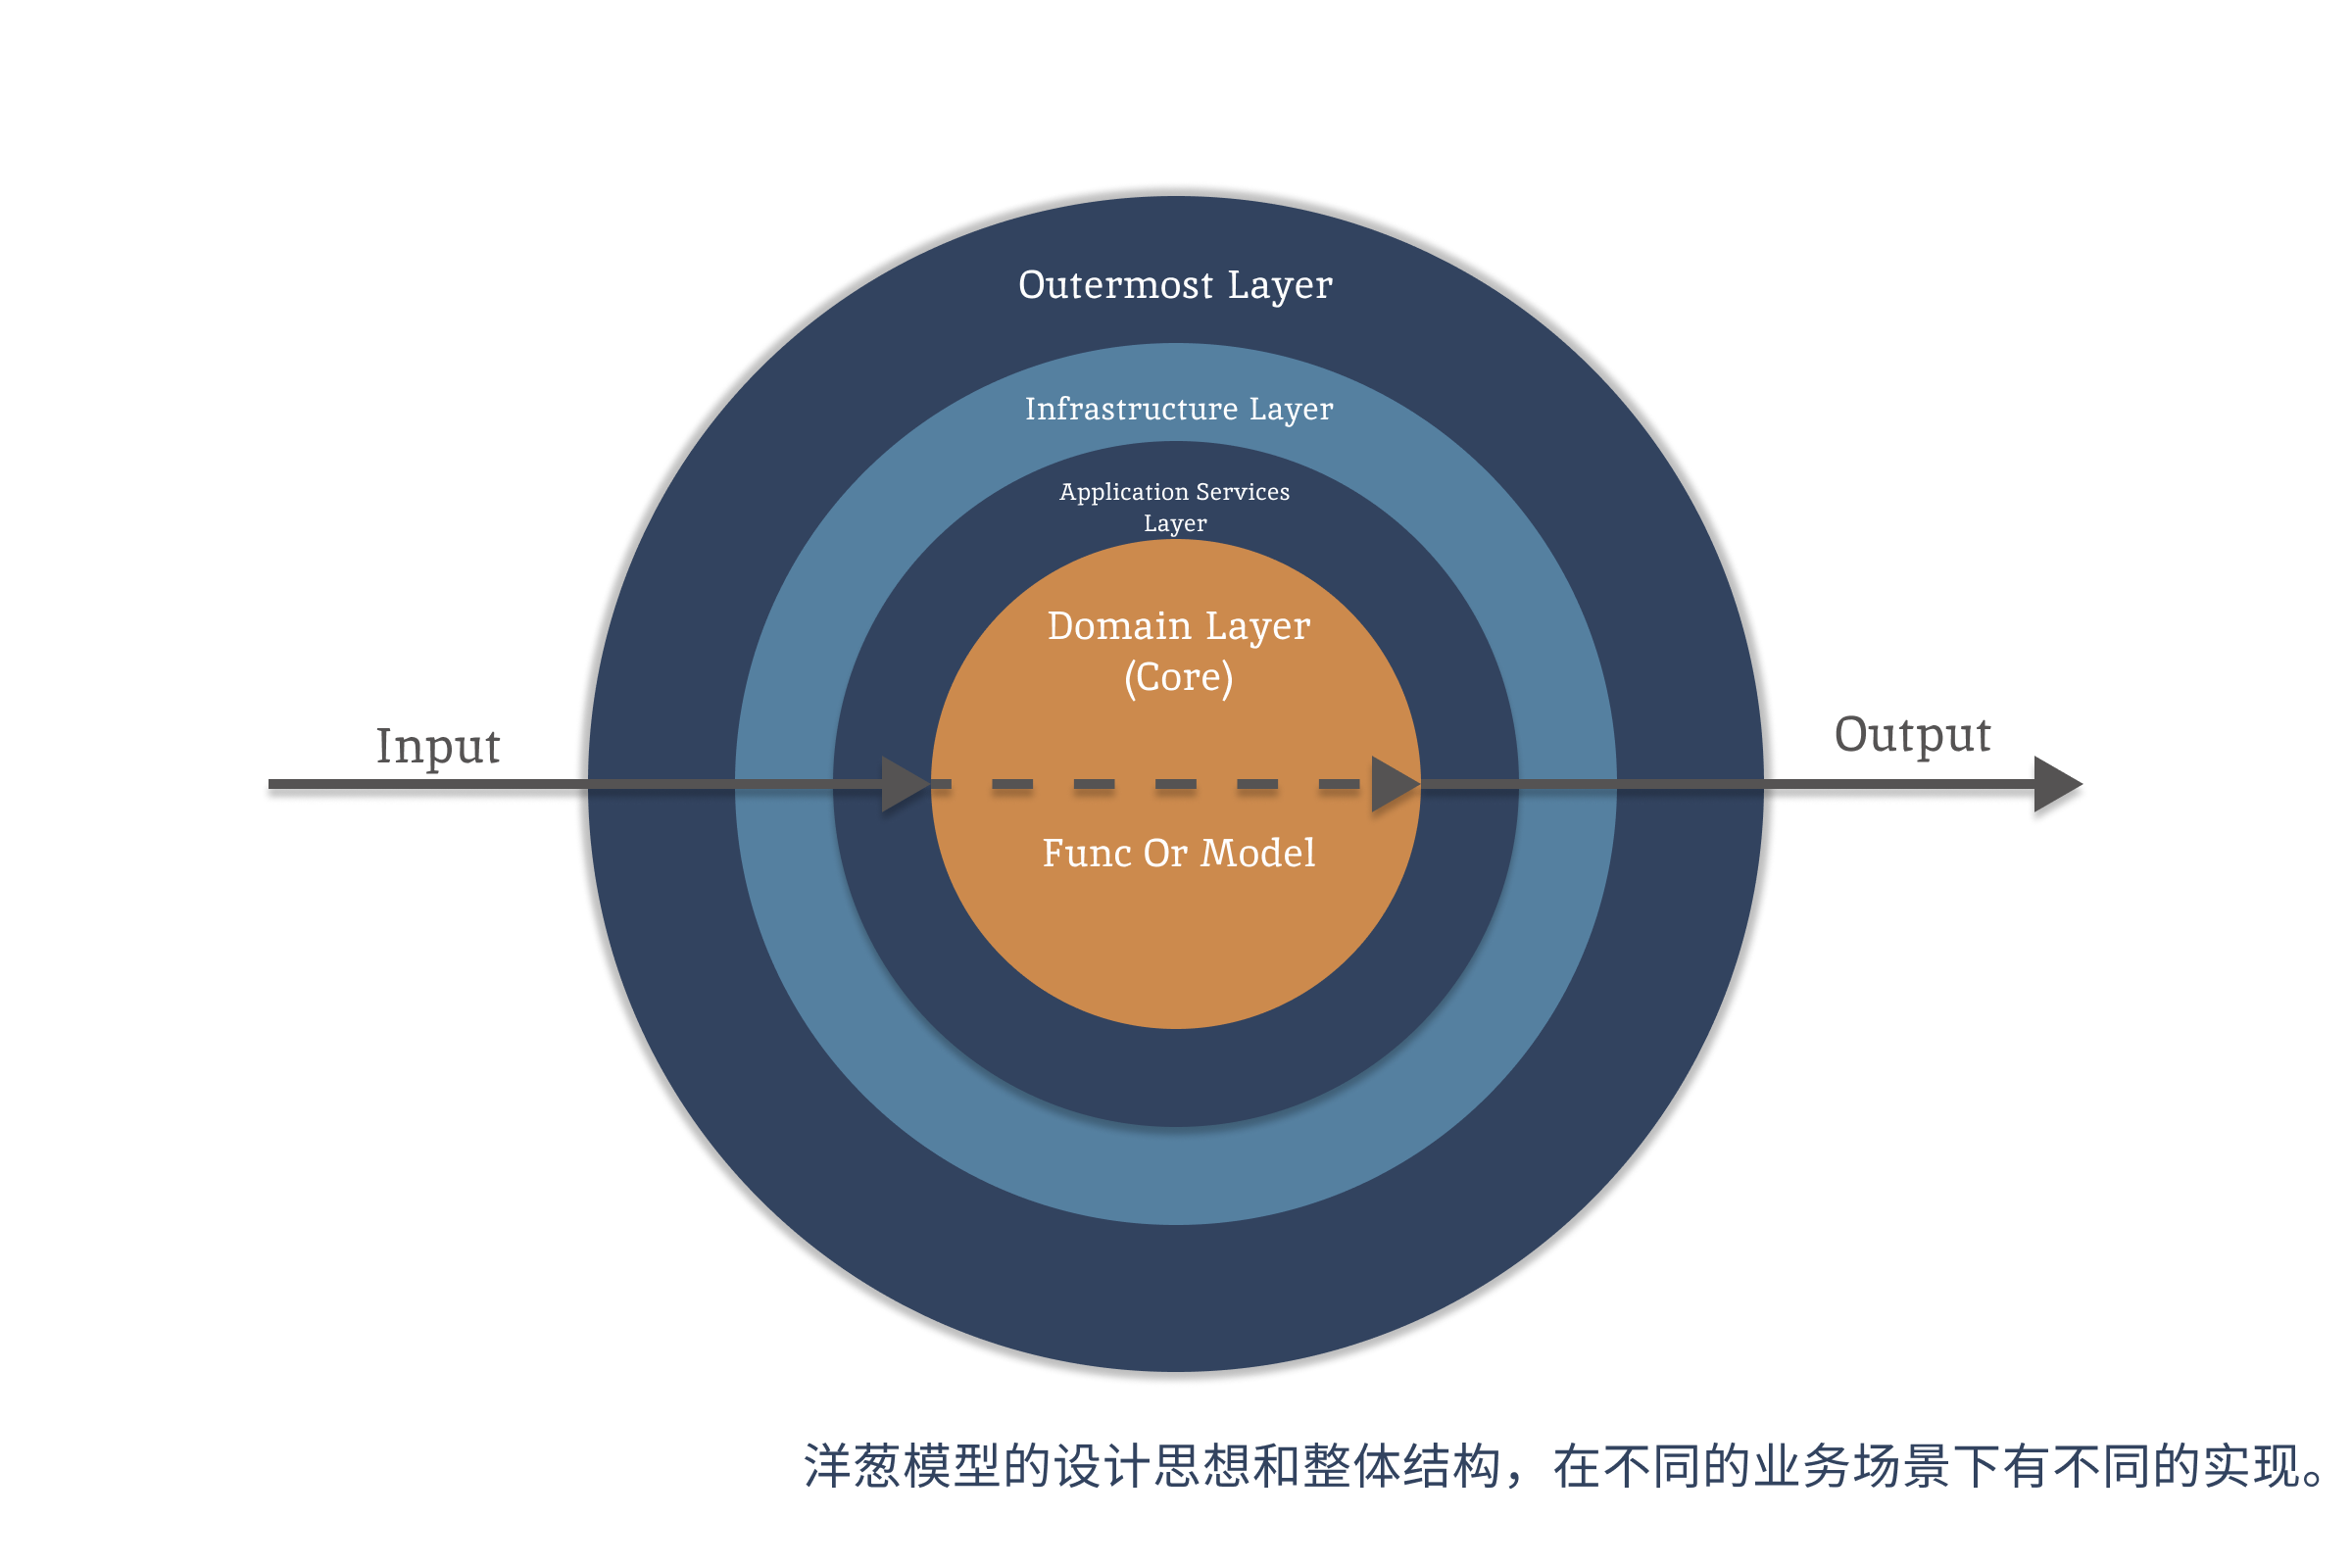 Outermost Layer
Infrastructure Layer
Application Services
Layer
Domain Layer
(Core)
Input
Output
Func Or Model
洋葱模型的设计思想和整体结构，在不同的业务场景下有不同的实现。